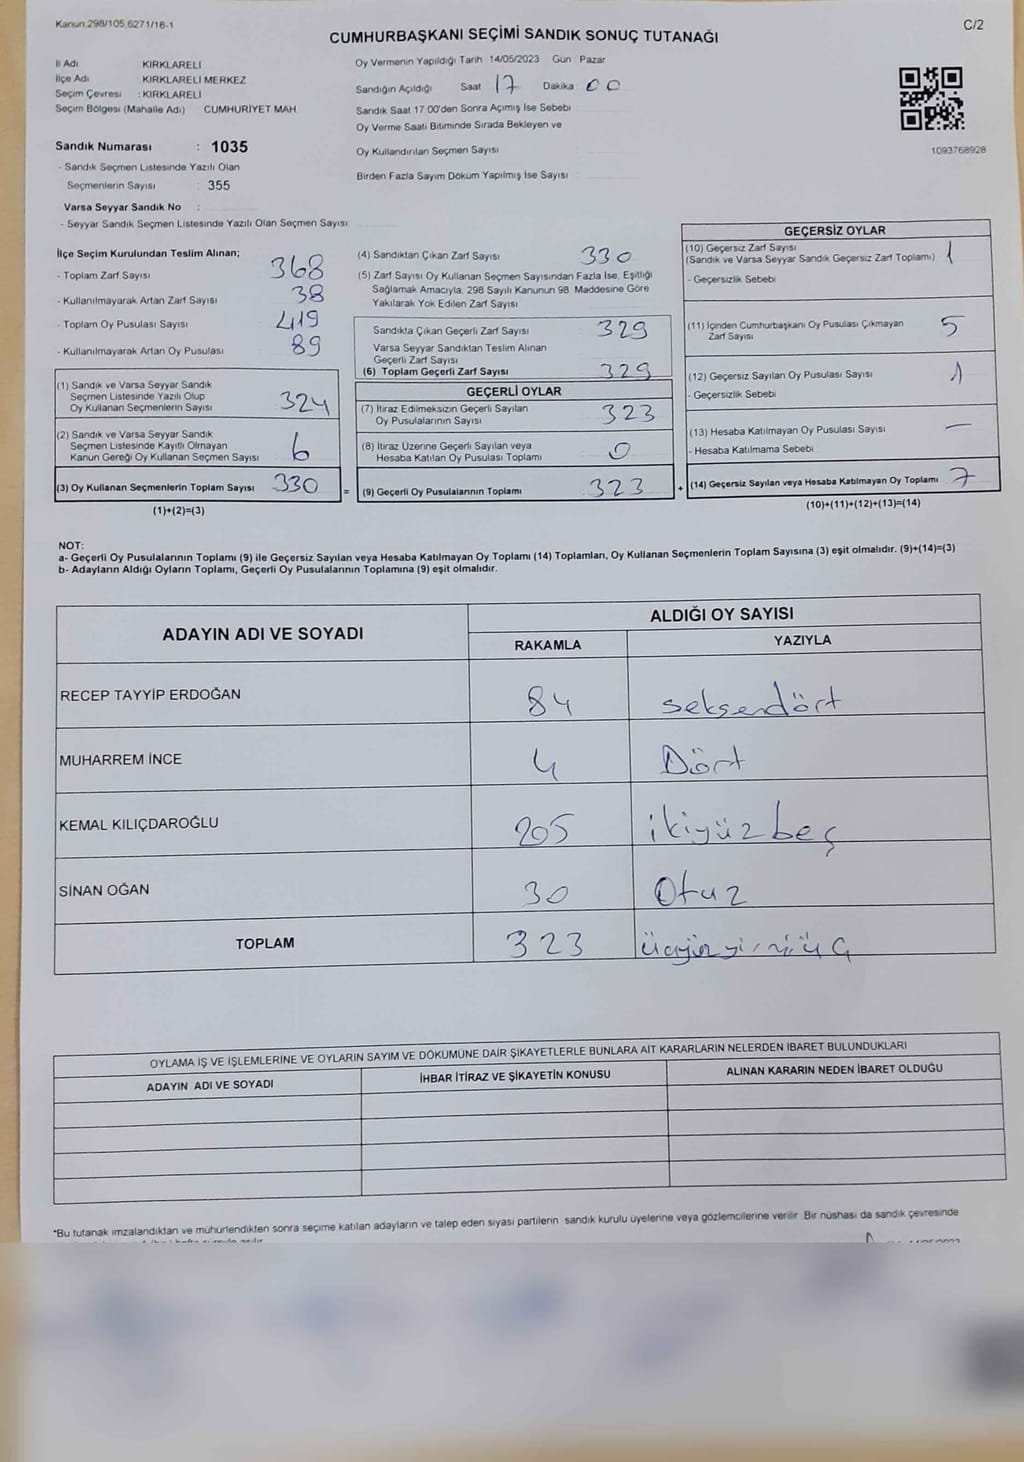 Kanun 298/105,6271/18-1
C/2
CUMHURBAŞKANI SEÇİMİ SANDIK SONUÇ TUTANAĞI
İl Adı KIRKLARELİ
İlçe Adı KIRKLARELİ MERKEZ
Seçim Çevresi : KIRKLARELİ
Seçim Bölgesi (Mahalle Adı) CUMHURİYET MAH.
Sandık Numarası : 1035
- Sandık Seçmen Listesinde Yazılı Olan
Seçmenlerin Sayısı : 355
Varsa Seyyar Sandık No :
- Seyyar Sandık Seçmen Listesinde Yazılı Olan Seçmen Sayısı
Oy Vermenin Yapıldığı Tarih 14/05/2023 Gün Pazar
Sandığın Açıldığı Saat 17 Dakika 00
Sandık Saat 17.00'den Sonra Açımış İse Sebebi
Oy Verme Saati Bitiminde Sırada Bekleyen ve
Oy Kullandırılan Seçmen Sayısı
Birden Fazla Sayım Döküm Yapılmış İse Sayısı
1093768928
İlçe Seçim Kurulundan Teslim Alınan;
- Toplam Zarf Sayısı 368
- Kullanılmayarak Artan Zarf Sayısı 38
- Toplam Oy Pusulası Sayısı 419
- Kullanılmayarak Artan Oy Pusulası 89
(1) Sandık ve Varsa Seyyar Sandık
Seçmen Listesinde Yazılı Olup
Oy Kullanan Seçmenlerin Sayısı 324
(2) Sandık ve Varsa Seyyar Sandık
Seçmen Listesinde Kayıtlı Olmayan
Kanun Gereği Oy Kullanan Seçmen Sayısı 6
(3) Oy Kullanan Seçmenlerin Toplam Sayısı 330 =
(1)+(2)=(3)
(4) Sandıktan Çıkan Zarf Sayısı 330
(5) Zarf Sayısı Oy Kullanan Seçmen Sayısından Fazla İse, Eşitliği
Sağlamak Amacıyla; 298 Sayılı Kanunun 98. Maddesine Göre
Yakılarak Yok Edilen Zarf Sayısı
Sandıkta Çıkan Geçerli Zarf Sayısı 329
Varsa Seyyar Sandıktan Teslim Alınan
Geçerli Zarf Sayısı
(6) Toplam Geçerli Zarf Sayısı 329
GEÇERLİ OYLAR
(7) İtiraz Edilmeksizin Geçerli Sayılan
Oy Pusulalarının Sayısı 323
(8) İtiraz Üzerine Geçerli Sayılan veya
Hesaba Katılan Oy Pusulası Toplamı 0
(9) Geçerli Oy Pusulalarının Toplamı 323 +
GEÇERSİZ OYLAR
(10) Geçersiz Zarf Sayısı
(Sandık ve Varsa Seyyar Sandık Geçersiz Zarf Toplamı) 1
- Geçersizlik Sebebi
(11) İçinden Cumhurbaşkanı Oy Pusulası Çıkmayan
Zarf Sayısı 5
(12) Geçersiz Sayılan Oy Pusulası Sayısı 1
- Geçersizlik Sebebi
(13) Hesaba Katılmayan Oy Pusulası Sayısı —
- Hesaba Katılmama Sebebi
(14) Geçersiz Sayılan veya Hesaba Katılmayan Oy Toplamı 7
(10)+(11)+(12)+(13)=(14)
NOT:
a- Geçerli Oy Pusulalarının Toplamı (9) ile Geçersiz Sayılan veya Hesaba Katılmayan Oy Toplamı (14) Toplamları, Oy Kullanan Seçmenlerin Toplam Sayısına (3) eşit olmalıdır. (9)+(14)=(3)
b- Adayların Aldığı Oyların Toplamı, Geçerli Oy Pusulalarının Toplamına (9) eşit olmalıdır.
ADAYIN ADI VE SOYADI
ALDIĞI OY SAYISI
RAKAMLA YAZIYLA
RECEP TAYYİP ERDOĞAN 84 seksendört
MUHARREM İNCE 4 Dört
KEMAL KILIÇDAROĞLU 205 ikiyüzbeş
SİNAN OĞAN 30 Otuz
TOPLAM 323 üçyüzyirmiüç
OYLAMA İŞ VE İŞLEMLERİNE VE OYLARIN SAYIM VE DÖKÜMÜNE DAİR ŞİKAYETLERLE BUNLARA AİT KARARLARIN NELERDEN İBARET BULUNDUKLARI
ADAYIN ADI VE SOYADI İHBAR İTİRAZ VE ŞİKAYETİN KONUSU ALINAN KARARIN NEDEN İBARET OLDUĞU
*Bu tutanak imzalandıktan ve mühürlendikten sonra seçime katılan adayların ve talep eden siyasi partilerin sandık kurulu üyelerine veya gözlemcilerine verilir. Bir nüshası da sandık çevresinde